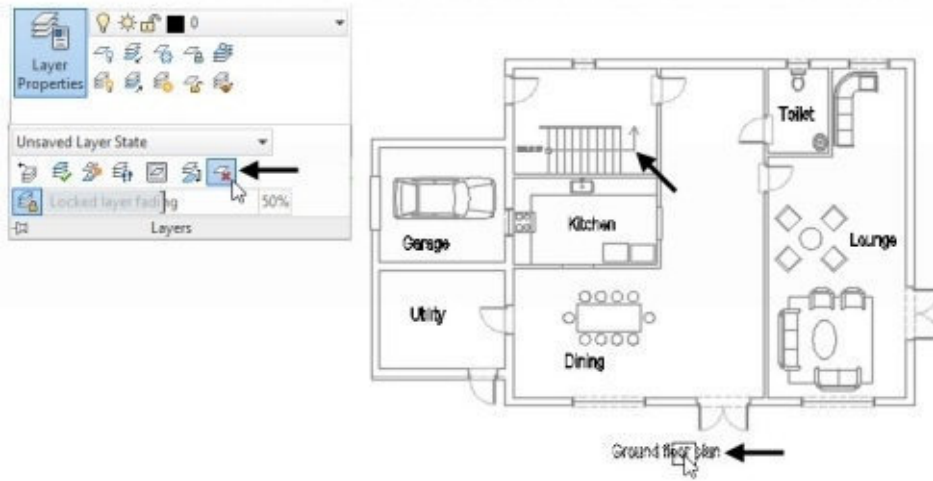 0
Layer
Properties
Unsaved Layer State
Locked layer fading
50%
Layers
Toilet
Kitchen
Garage
Lounge
Utility
Dining
Ground floor plan